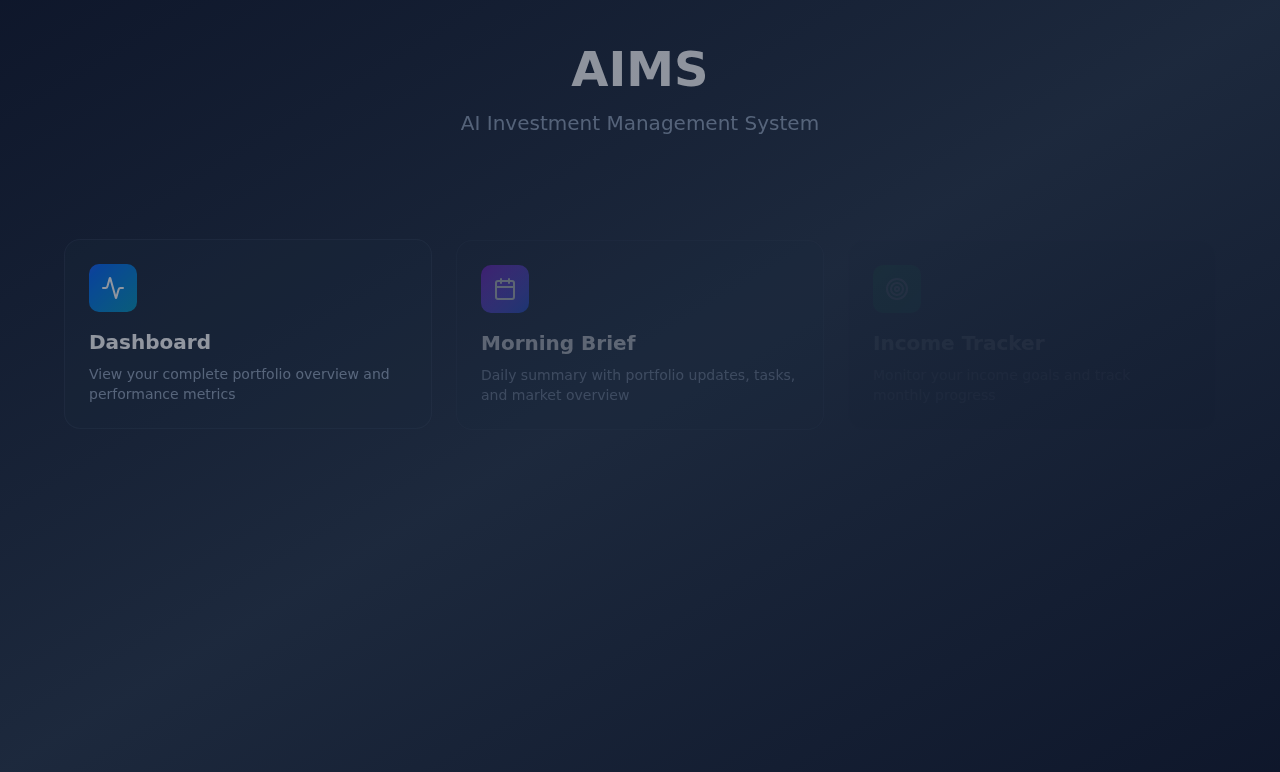 AIMS
AI Investment Management System
Dashboard
View your complete portfolio overview and
performance metrics
Morning Brief
Daily summary with portfolio updates, tasks,
and market overview
Income Tracker
Monitor your income goals and track
monthly progress